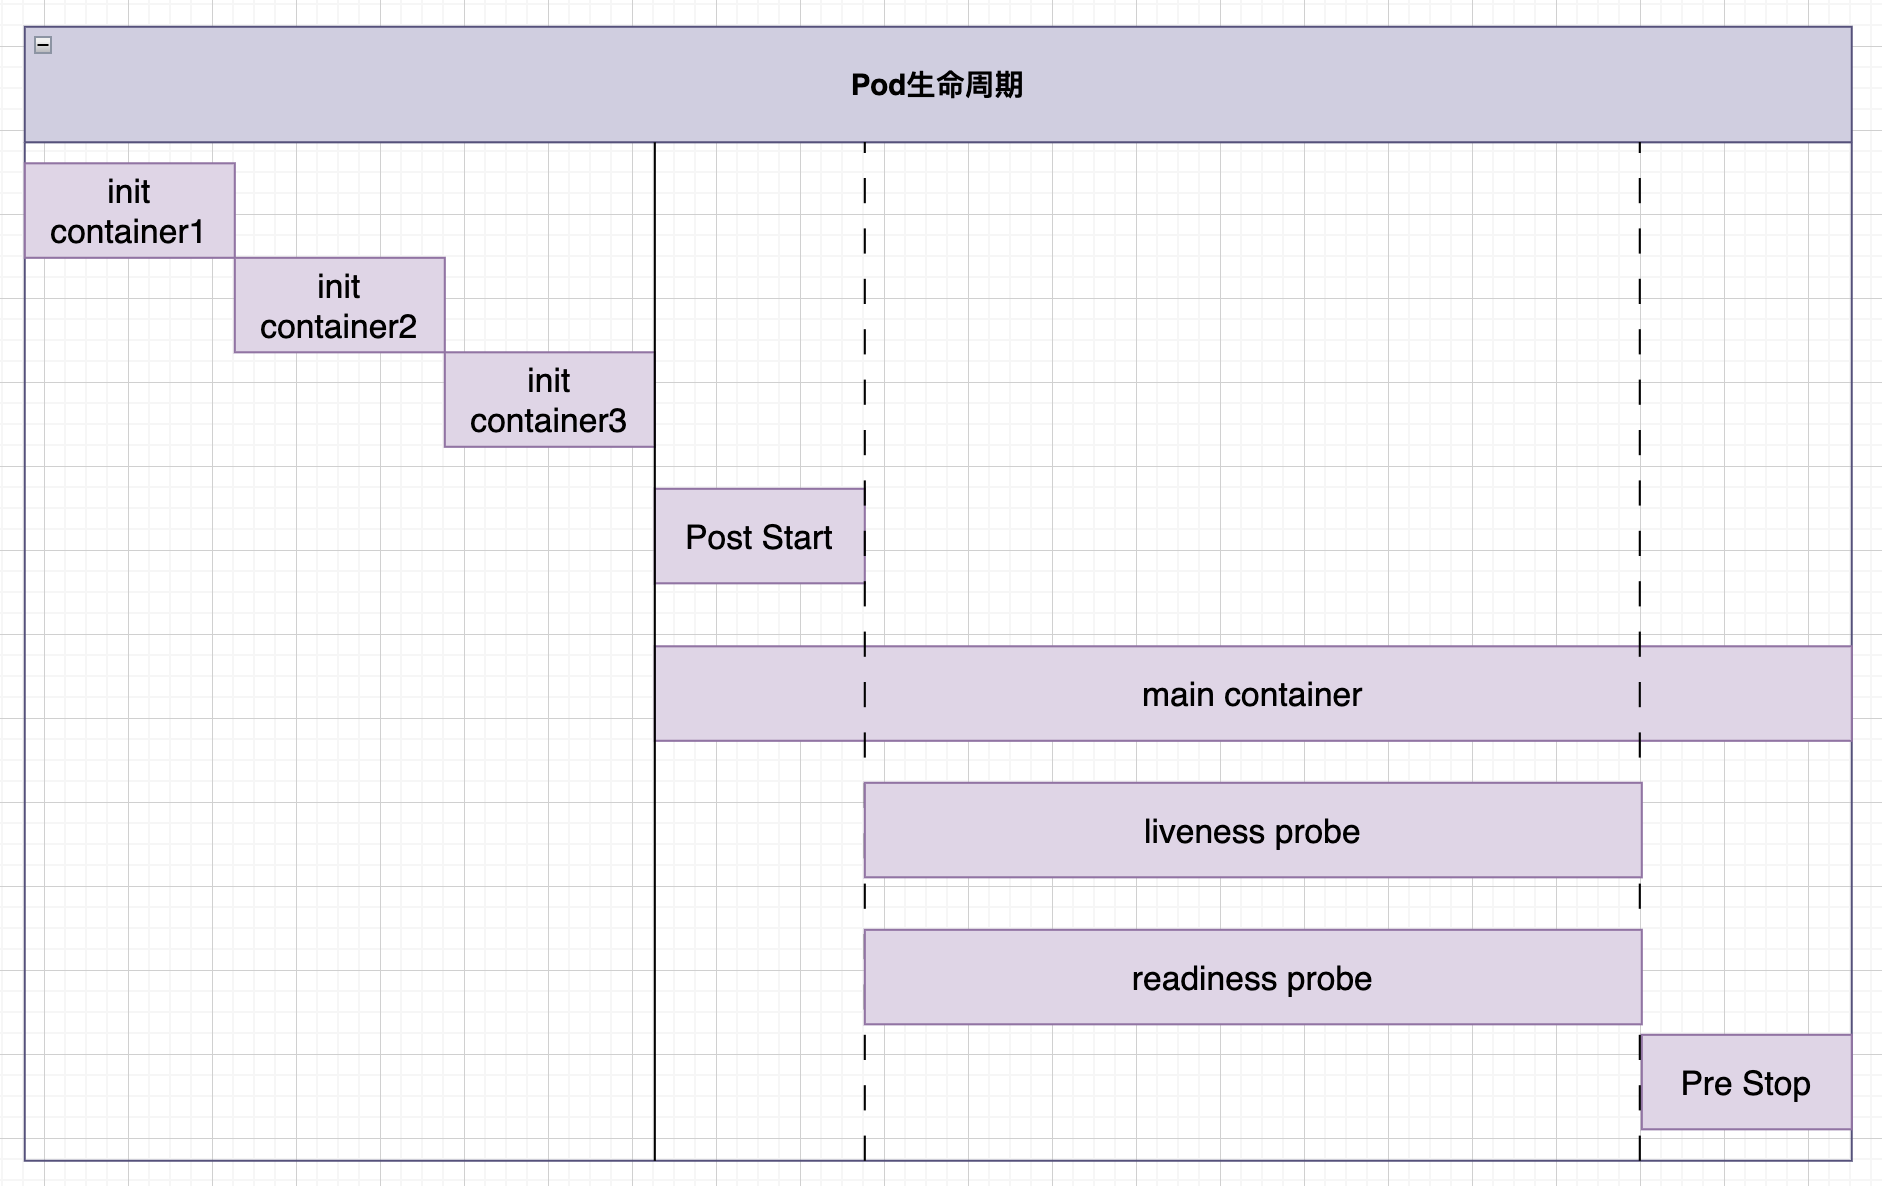 Pod生命周期
init
container1
init
container2
init
container3
Post Start
main container
liveness probe
readiness probe
Pre Stop